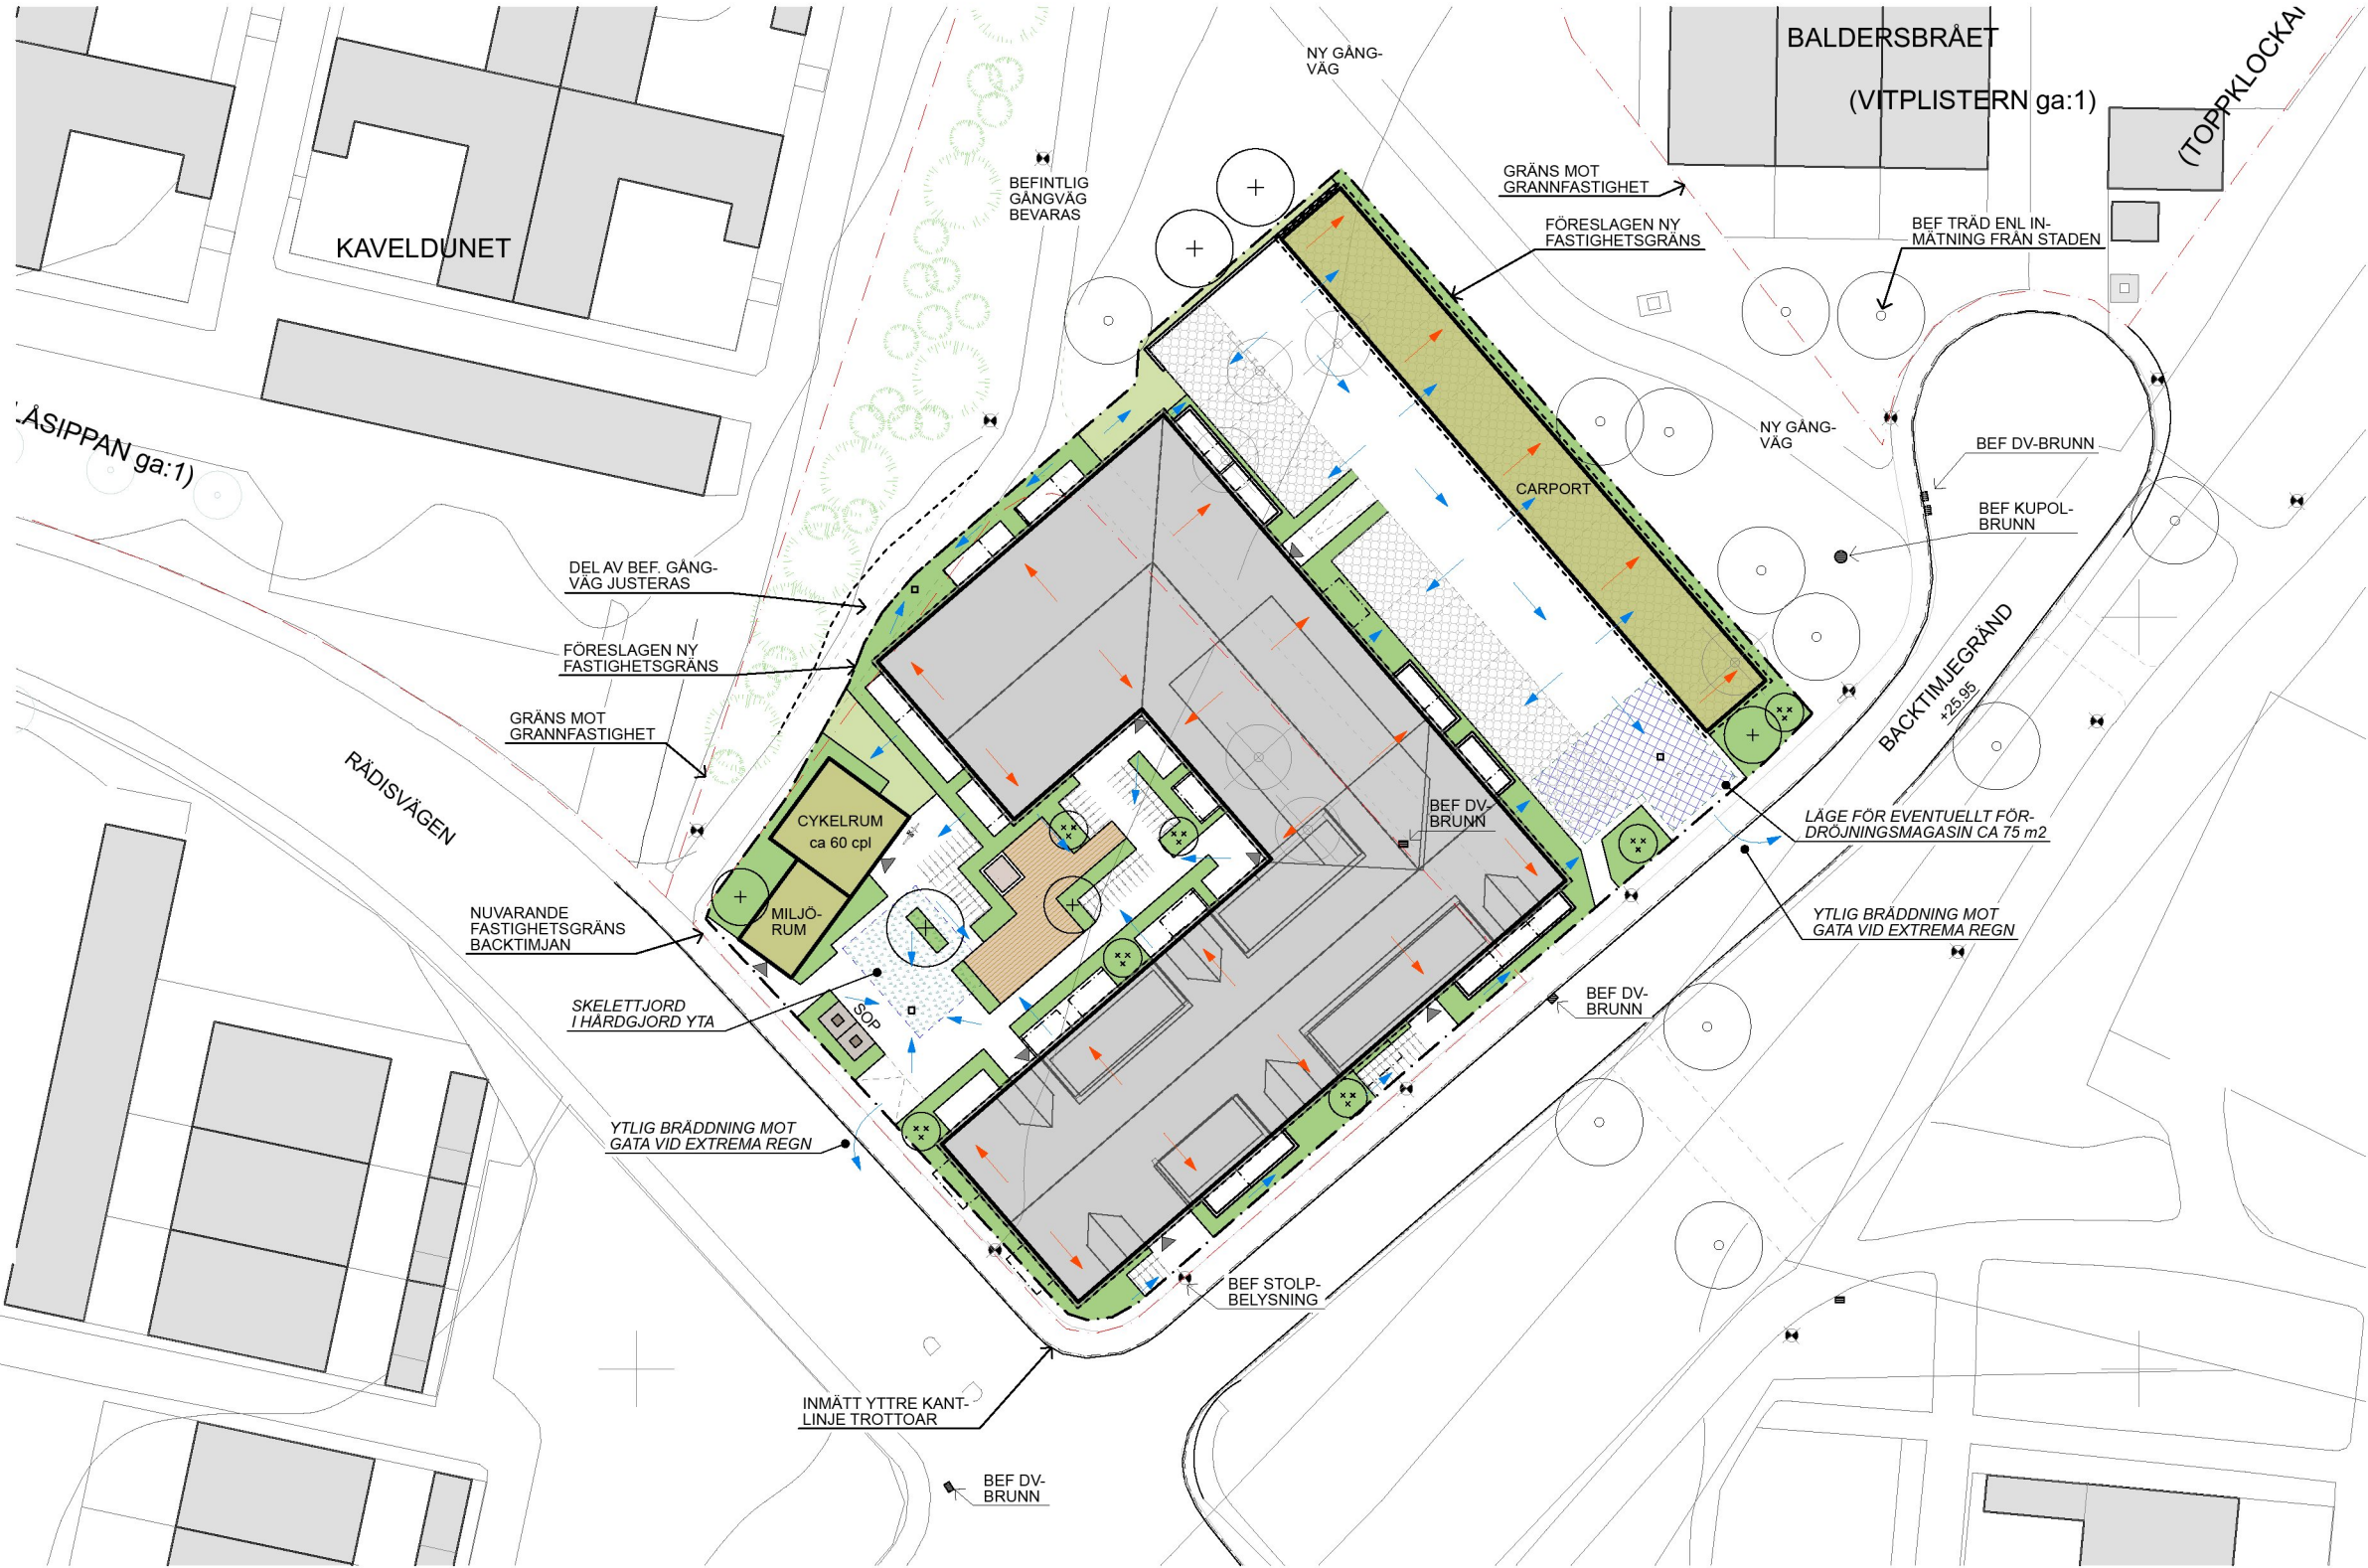 BALDERSBRÅET
(VITPLISTERN ga:1)
NY GÅNG-
VÄG
BEFINTLIG
GÅNGVÄG
BEVARAS
GRÄNS MOT
GRANNFASTIGHET
FÖRESLAGEN NY
FASTIGHETSGRÄNS
BEF TRÄD ENL IN-
MÄTNING FRÅN STADEN
KAVELDUNET
NY GÅNG-
VÄG
BEF DV-BRUNN
BEF KUPOL-
BRUNN
CARPORT
ga:1)
DEL AV BEF. GÅNG-
VÄG JUSTERAS
FÖRESLAGEN NY
FASTIGHETSGRÄNS
GRÄNS MOT
GRANNFASTIGHET
RÄDISVÄGEN
BACKTIMJEGRÄND
+25.95
CYKELRUM
ca 60 cpl
MILJÖ-
RUM
BEF DV-
BRUNN
LÄGE FÖR EVENTUELLT FÖR-
DRÖJNINGSMAGASIN CA 75 m2
NUVARANDE
FASTIGHETSGRÄNS
BACKTIMJAN
YTLIG BRÄDDNING MOT
GATA VID EXTREMA REGN
SKELETTJORD
I HÅRDGJORD YTA
SOP
BEF DV-
BRUNN
YTLIG BRÄDDNING MOT
GATA VID EXTREMA REGN
BEF STOLP-
BELYSNING
INMÄTT YTTRE KANT-
LINJE TROTTOAR
BEF DV-
BRUNN